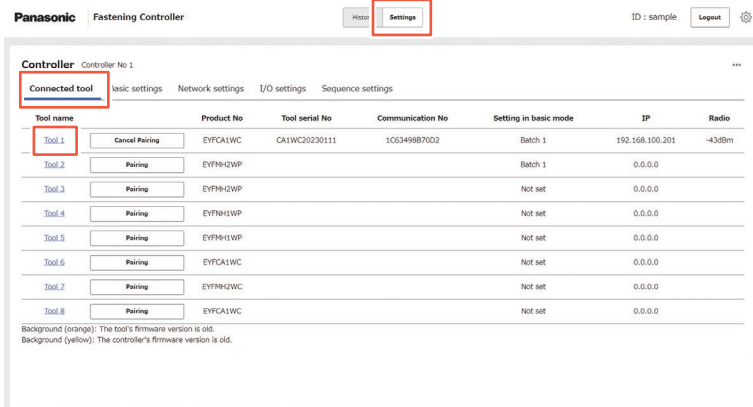 Panasonic Fastening Controller Settings ID : sample Logout
Controller Controller No 1 ...
Connected tool Basic settings Network settings I/O settings Sequence settings
Tool name Product No Tool serial No Communication No Setting in basic mode IP Radio
Tool 1 Cancel Pairing EYFCA1WC CA1WC20230111 1C63498B70D2 Batch 1 192.168.100.201 -43dBm
Tool 2 Pairing EYFMH2WP Batch 1 0.0.0.0
Tool 3 Pairing EYFMH2WP Not set 0.0.0.0
Tool 4 Pairing EYFNH1WP Not set 0.0.0.0
Tool 5 Pairing EYFMH1WP Not set 0.0.0.0
Tool 6 Pairing EYFCA1WC Not set 0.0.0.0
Tool 7 Pairing EYFMH2WC Not set 0.0.0.0
Tool 8 Pairing EYFCA1WC Not set 0.0.0.0
Background (orange): The tool's firmware version is old.
Background (yellow): The controller's firmware version is old.